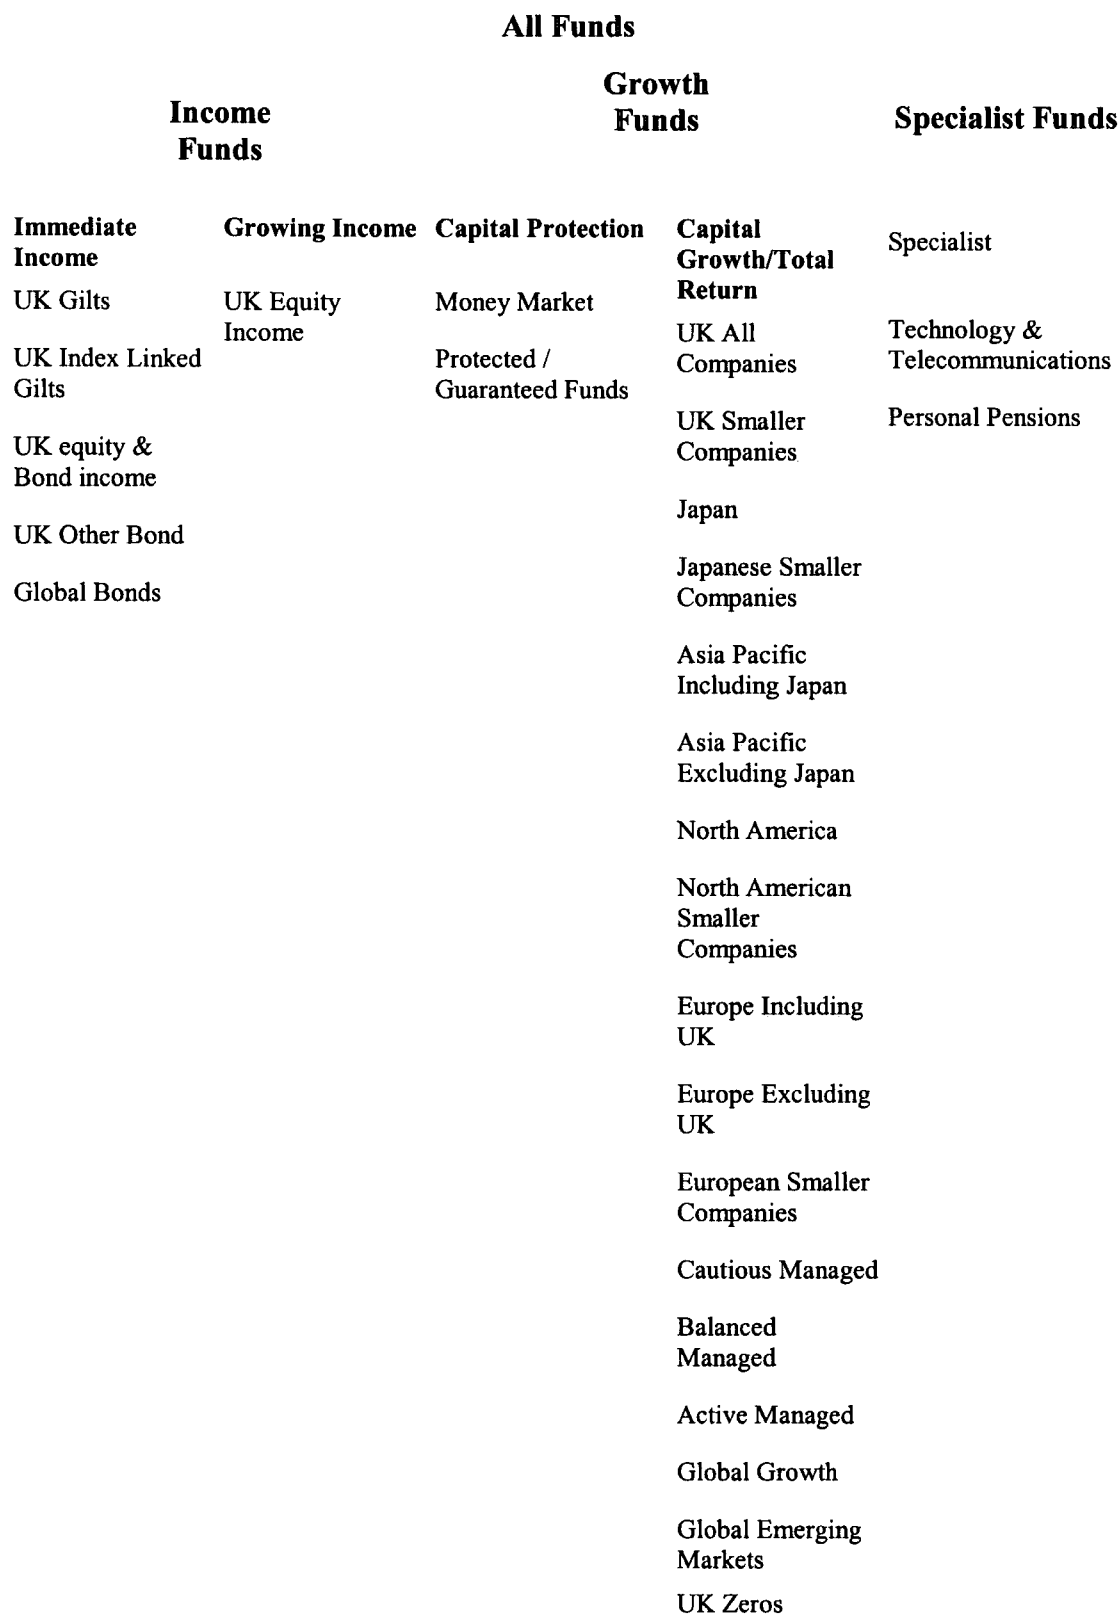 All Funds
Income
Funds
Growth
Funds
Specialist Funds
Immediate
Income
UK Gilts
UK Index Linked
Gilts
UK equity &
Bond income
UK Other Bond
Global Bonds
Growing Income
UK Equity
Income
Capital Protection
Money Market
Protected /
Guaranteed Funds
Capital
Growth/Total
Return
UK All
Companies
UK Smaller
Companies
Japan
Japanese Smaller
Companies
Asia Pacific
Including Japan
Asia Pacific
Excluding Japan
North America
North American
Smaller
Companies
Europe Including
UK
Europe Excluding
UK
European Smaller
Companies
Cautious Managed
Balanced
Managed
Active Managed
Global Growth
Global Emerging
Markets
UK Zeros
Specialist
Technology &
Telecommunications
Personal Pensions